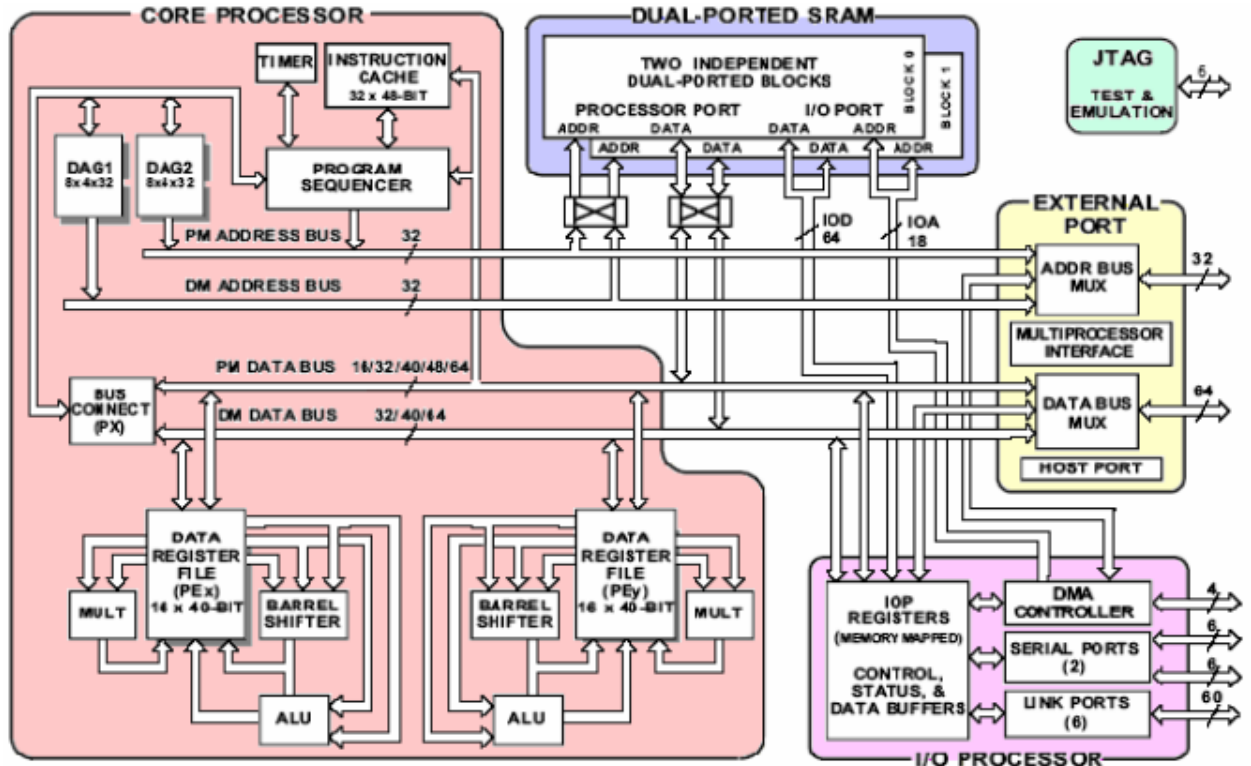 CORE PROCESSOR
TIMER
INSTRUCTION
CACHE
32 x 48-BIT
DAG1
8x4x32
DAG2
8x4x32
PROGRAM
SEQUENCER
PM ADDRESS BUS 32
DM ADDRESS BUS 32
PM DATA BUS 16/32/40/48/64
BUS
CONNECT
(PX)
DM DATA BUS 32/40/64
DATA
REGISTER
FILE
(PEx)
16 x 40-BIT
MULT
BARREL
SHIFTER
ALU
DATA
REGISTER
FILE
(PEy)
16 x 40-BIT
BARREL
SHIFTER
MULT
ALU
DUAL-PORTED SRAM
TWO INDEPENDENT
DUAL-PORTED BLOCKS
PROCESSOR PORT I/O PORT
ADDR DATA DATA ADDR
BLOCK 0
ADDR DATA DATA ADDR
BLOCK 1
IOD
64
IOA
18
JTAG
TEST &
EMULATION
EXTERNAL
PORT
ADDR BUS
MUX
32
MULTIPROCESSOR
INTERFACE
DATA BUS
MUX
64
HOST PORT
IOP
REGISTERS
(MEMORY MAPPED)
CONTROL,
STATUS, &
DATA BUFFERS
DMA
CONTROLLER
4
SERIAL PORTS
(2)
6
6
LINK PORTS
(6)
60
I/O PROCESSOR